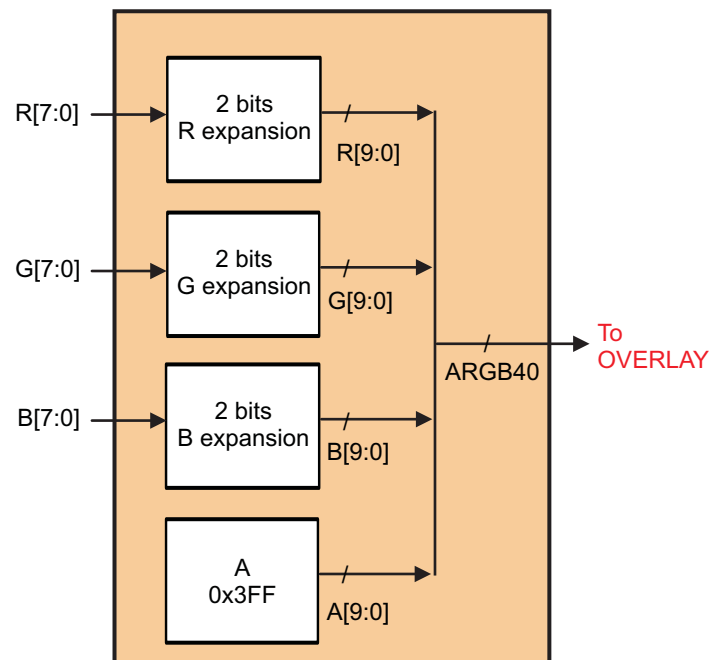 R[7:0]
2 bits
R expansion
R[9:0]
G[7:0]
2 bits
G expansion
G[9:0]
To
OVERLAY
ARGB40
B[7:0]
2 bits
B expansion
B[9:0]
A
0x3FF
A[9:0]